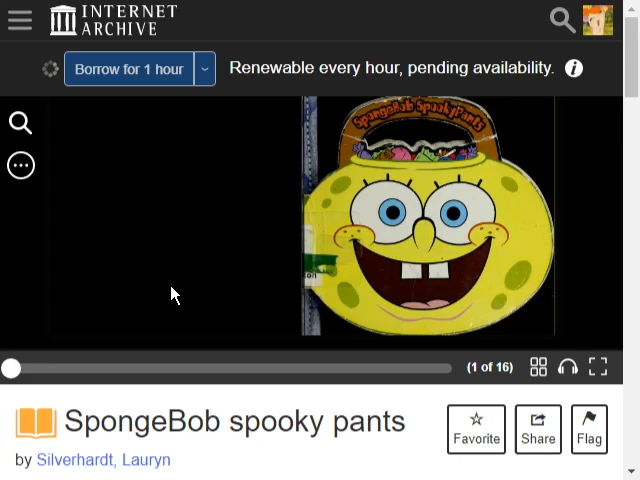 INTERNET
ARCHIVE
Borrow for 1 hour
Renewable every hour, pending availability.
SpongeBob SpookyPants
(1 of 16)
SpongeBob spooky pants
Favorite
Share
Flag
by Silverhardt, Lauryn